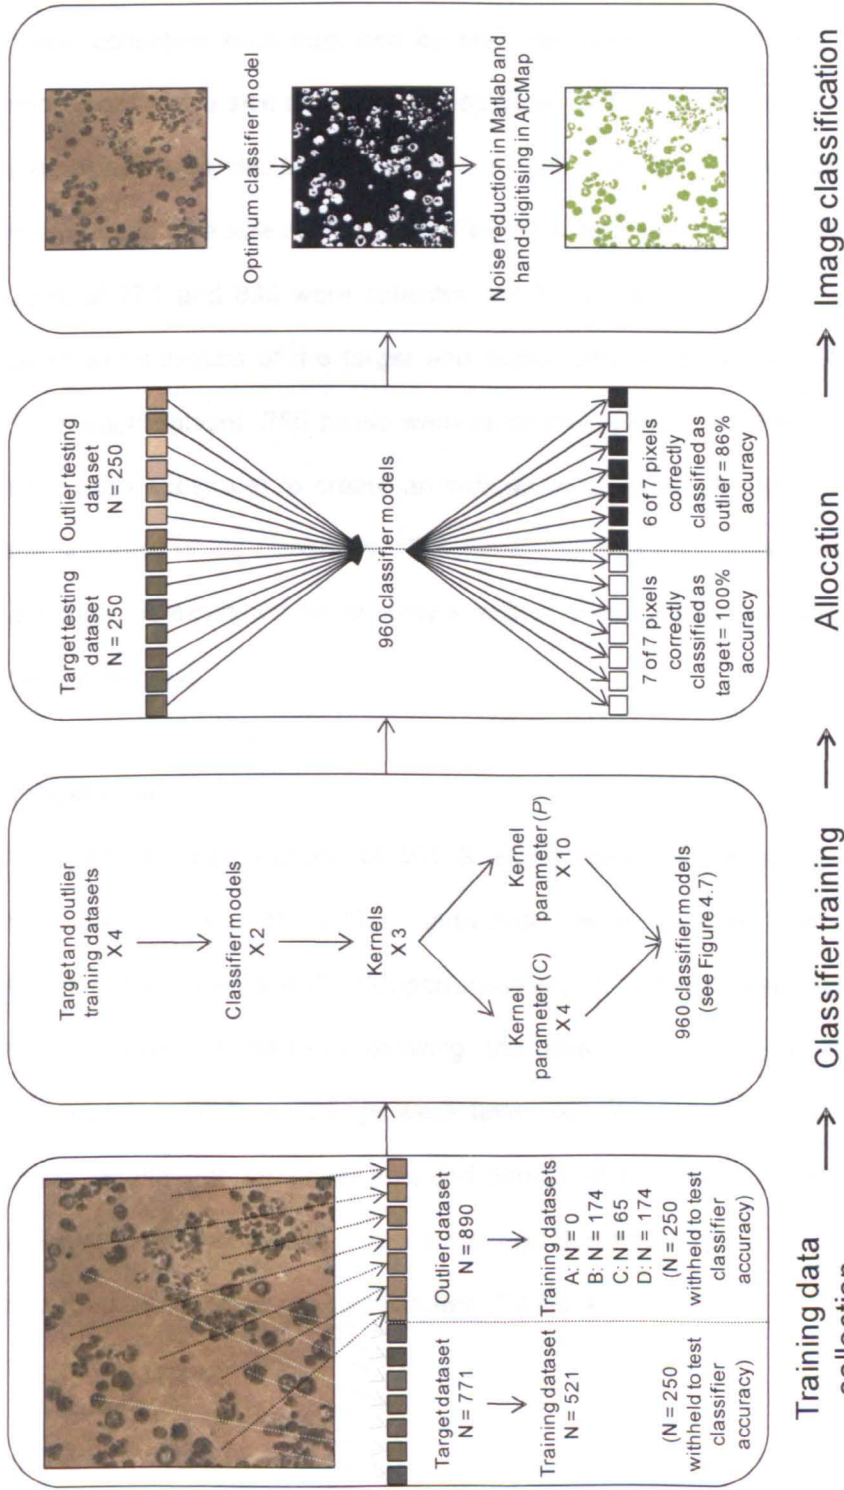 Target dataset
N = 771
Training dataset
N = 521
(N = 250
withheld to test
classifier
accuracy)
Outlier dataset
N = 890
Training datasets
A: N = 0
B: N = 174
C: N = 65
D: N = 174
(N = 250
withheld to test
classifier
accuracy)
Training data
collection
Target and outlier
training datasets
X 4
Classifier models
X 2
Kernels
X 3
Kernel
parameter (C)
X 4
Kernel
parameter (P)
X 10
960 classifier models
(see Figure 4.7)
Classifier training
Target testing
dataset
N = 250
Outlier testing
dataset
N = 250
960 classifier models
7 of 7 pixels
correctly
classified as
target = 100%
accuracy
6 of 7 pixels
correctly
classified as
outlier = 86%
accuracy
Allocation
Optimum classifier model
Noise reduction in Matlab and
hand-digitising in ArcMap
Image classification